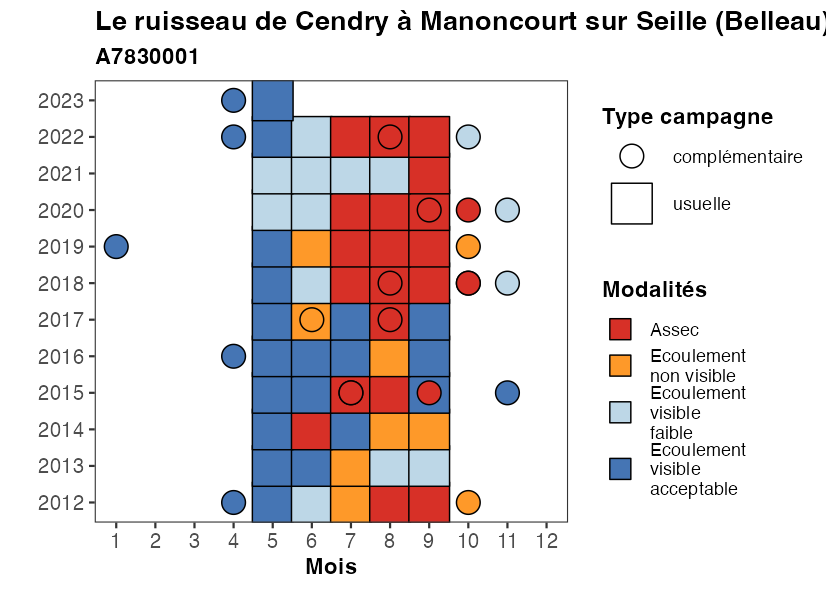 Le ruisseau de Cendry à Manoncourt sur Seille (Belleau)
A7830001
2023
2022
2021
2020
2019
2018
2017
2016
2015
2014
2013
2012
1 2 3 4 5 6 7 8 9 10 11 12
Mois
Type campagne
complémentaire
usuelle
Modalités
Assec
Ecoulement
non visible
Ecoulement
visible
faible
Ecoulement
visible
acceptable